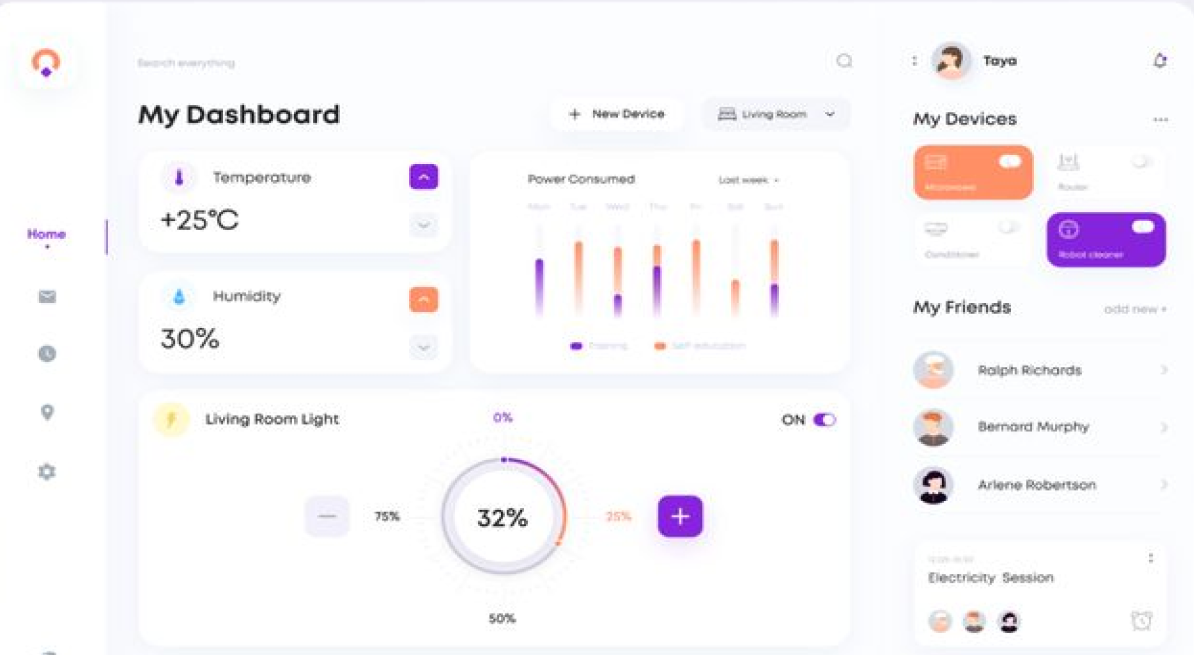 Search everything
My Dashboard
+ New Device
Living Room
Temperature
+25°C
Humidity
30%
Power Consumed
Last week
Mon Tue Wed Thu Fri Sat Sun
Living Room Light
ON
0%
75%
32%
25%
50%
Home
Taya
My Devices
Router
Conditioner
Robot cleaner
My Friends
add new +
Ralph Richards
Bernard Murphy
Arlene Robertson
Electricity Session